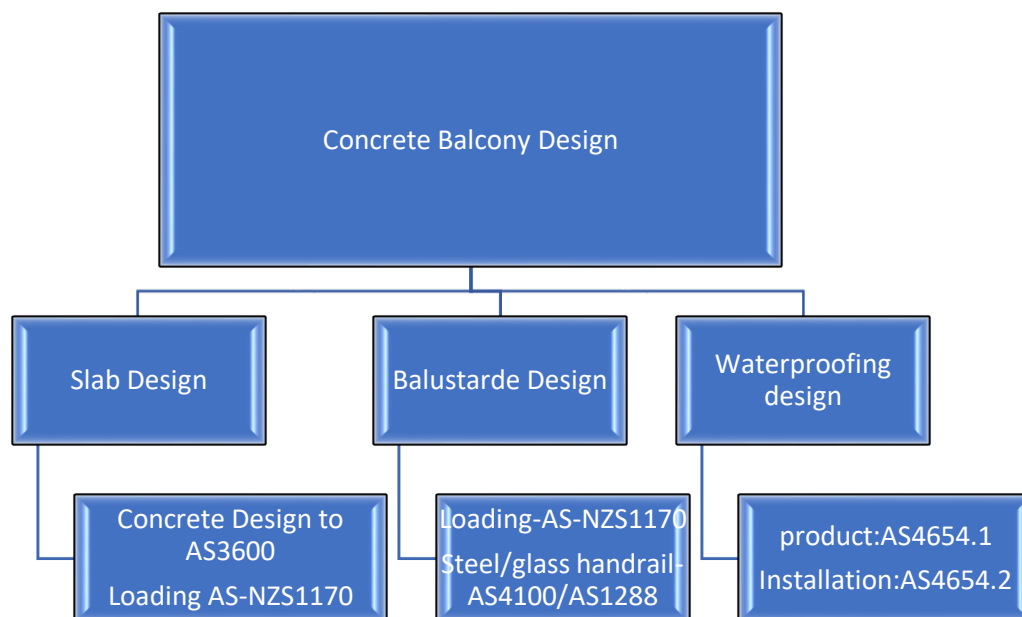 Concrete Balcony Design
Slab Design
Balustarde Design
Waterproofing
design
Concrete Design to
AS3600
Loading AS-NZS1170
Loading-AS-NZS1170
Steel/glass handrail-
AS4100/AS1288
product:AS4654.1
Installation:AS4654.2